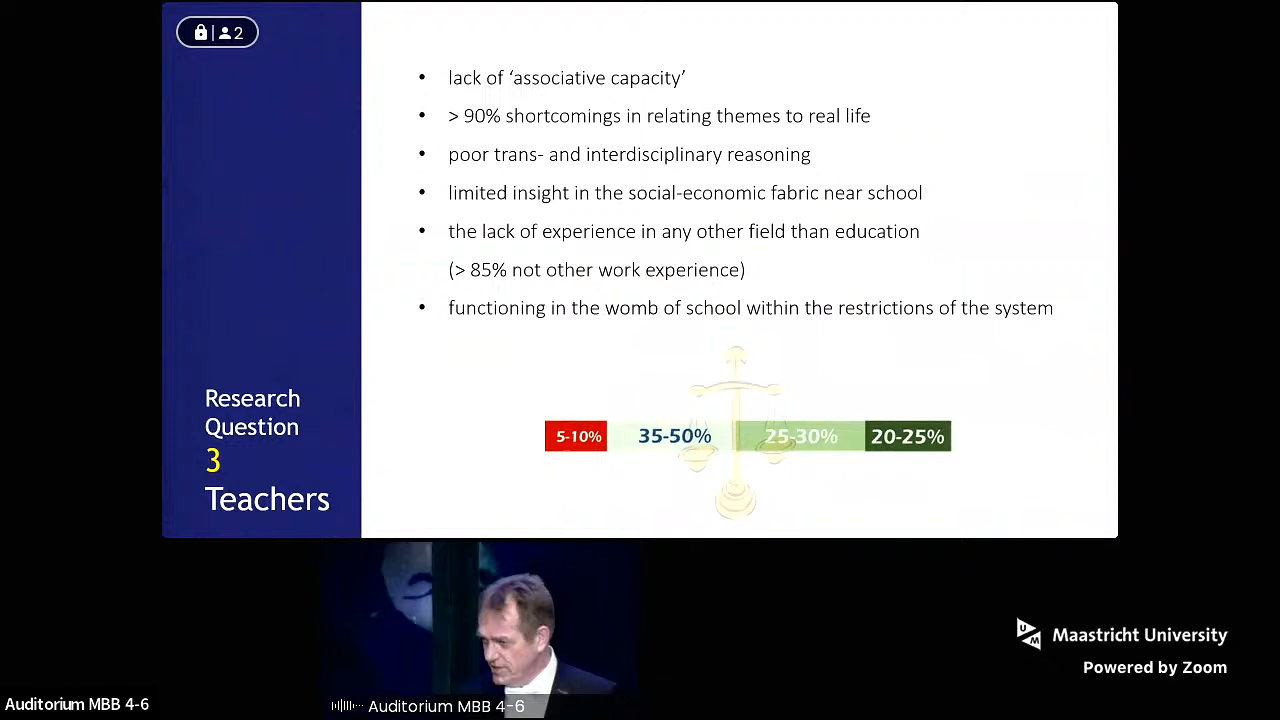 2
lack of ‘associative capacity’
> 90% shortcomings in relating themes to real life
poor trans- and interdisciplinary reasoning
limited insight in the social-economic fabric near school
the lack of experience in any other field than education
(> 85% not other work experience)
functioning in the womb of school within the restrictions of the system
Research
Question
3
Teachers
5-10% 35-50% 25-30% 20-25%
UM Maastricht University
Powered by Zoom
Auditorium MBB 4-6
Auditorium MBB 4-6